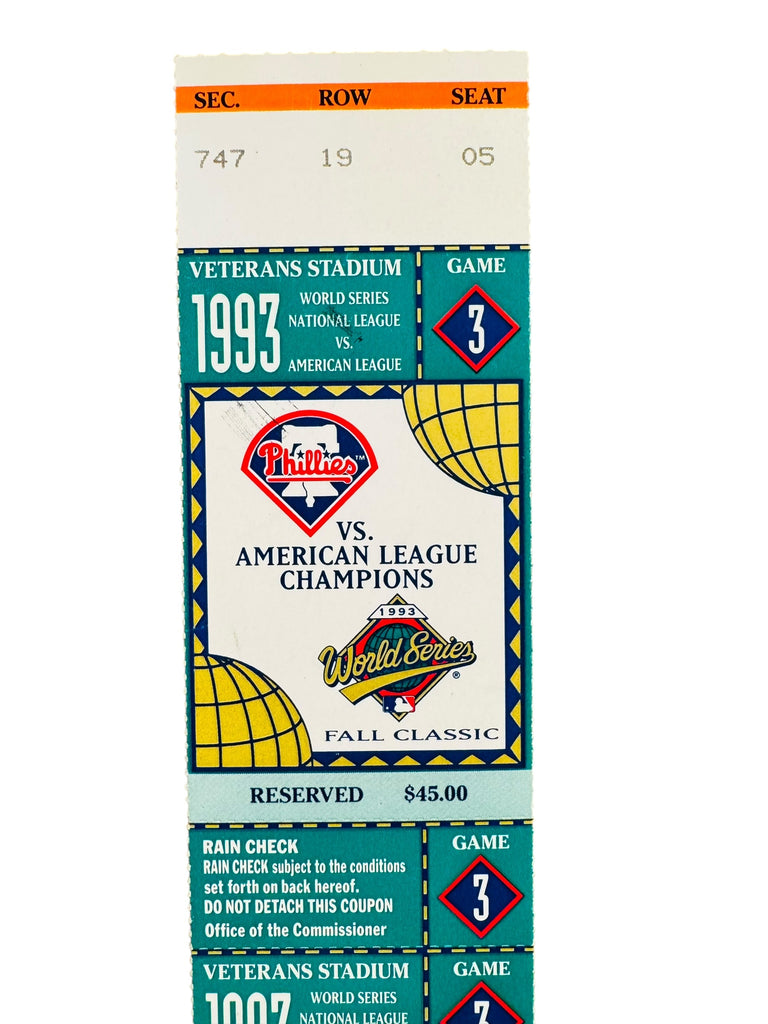 SEC. ROW SEAT
747 19 05
VETERANS STADIUM
GAME
1993
WORLD SERIES
NATIONAL LEAGUE
VS.
AMERICAN LEAGUE
3
Phillies™
VS.
AMERICAN LEAGUE
CHAMPIONS
1993
World Series®
FALL CLASSIC
RESERVED $45.00
RAIN CHECK
RAIN CHECK subject to the conditions
set forth on back hereof.
DO NOT DETACH THIS COUPON
Office of the Commissioner
GAME
3
VETERANS STADIUM
GAME
1993
WORLD SERIES
NATIONAL LEAGUE
3